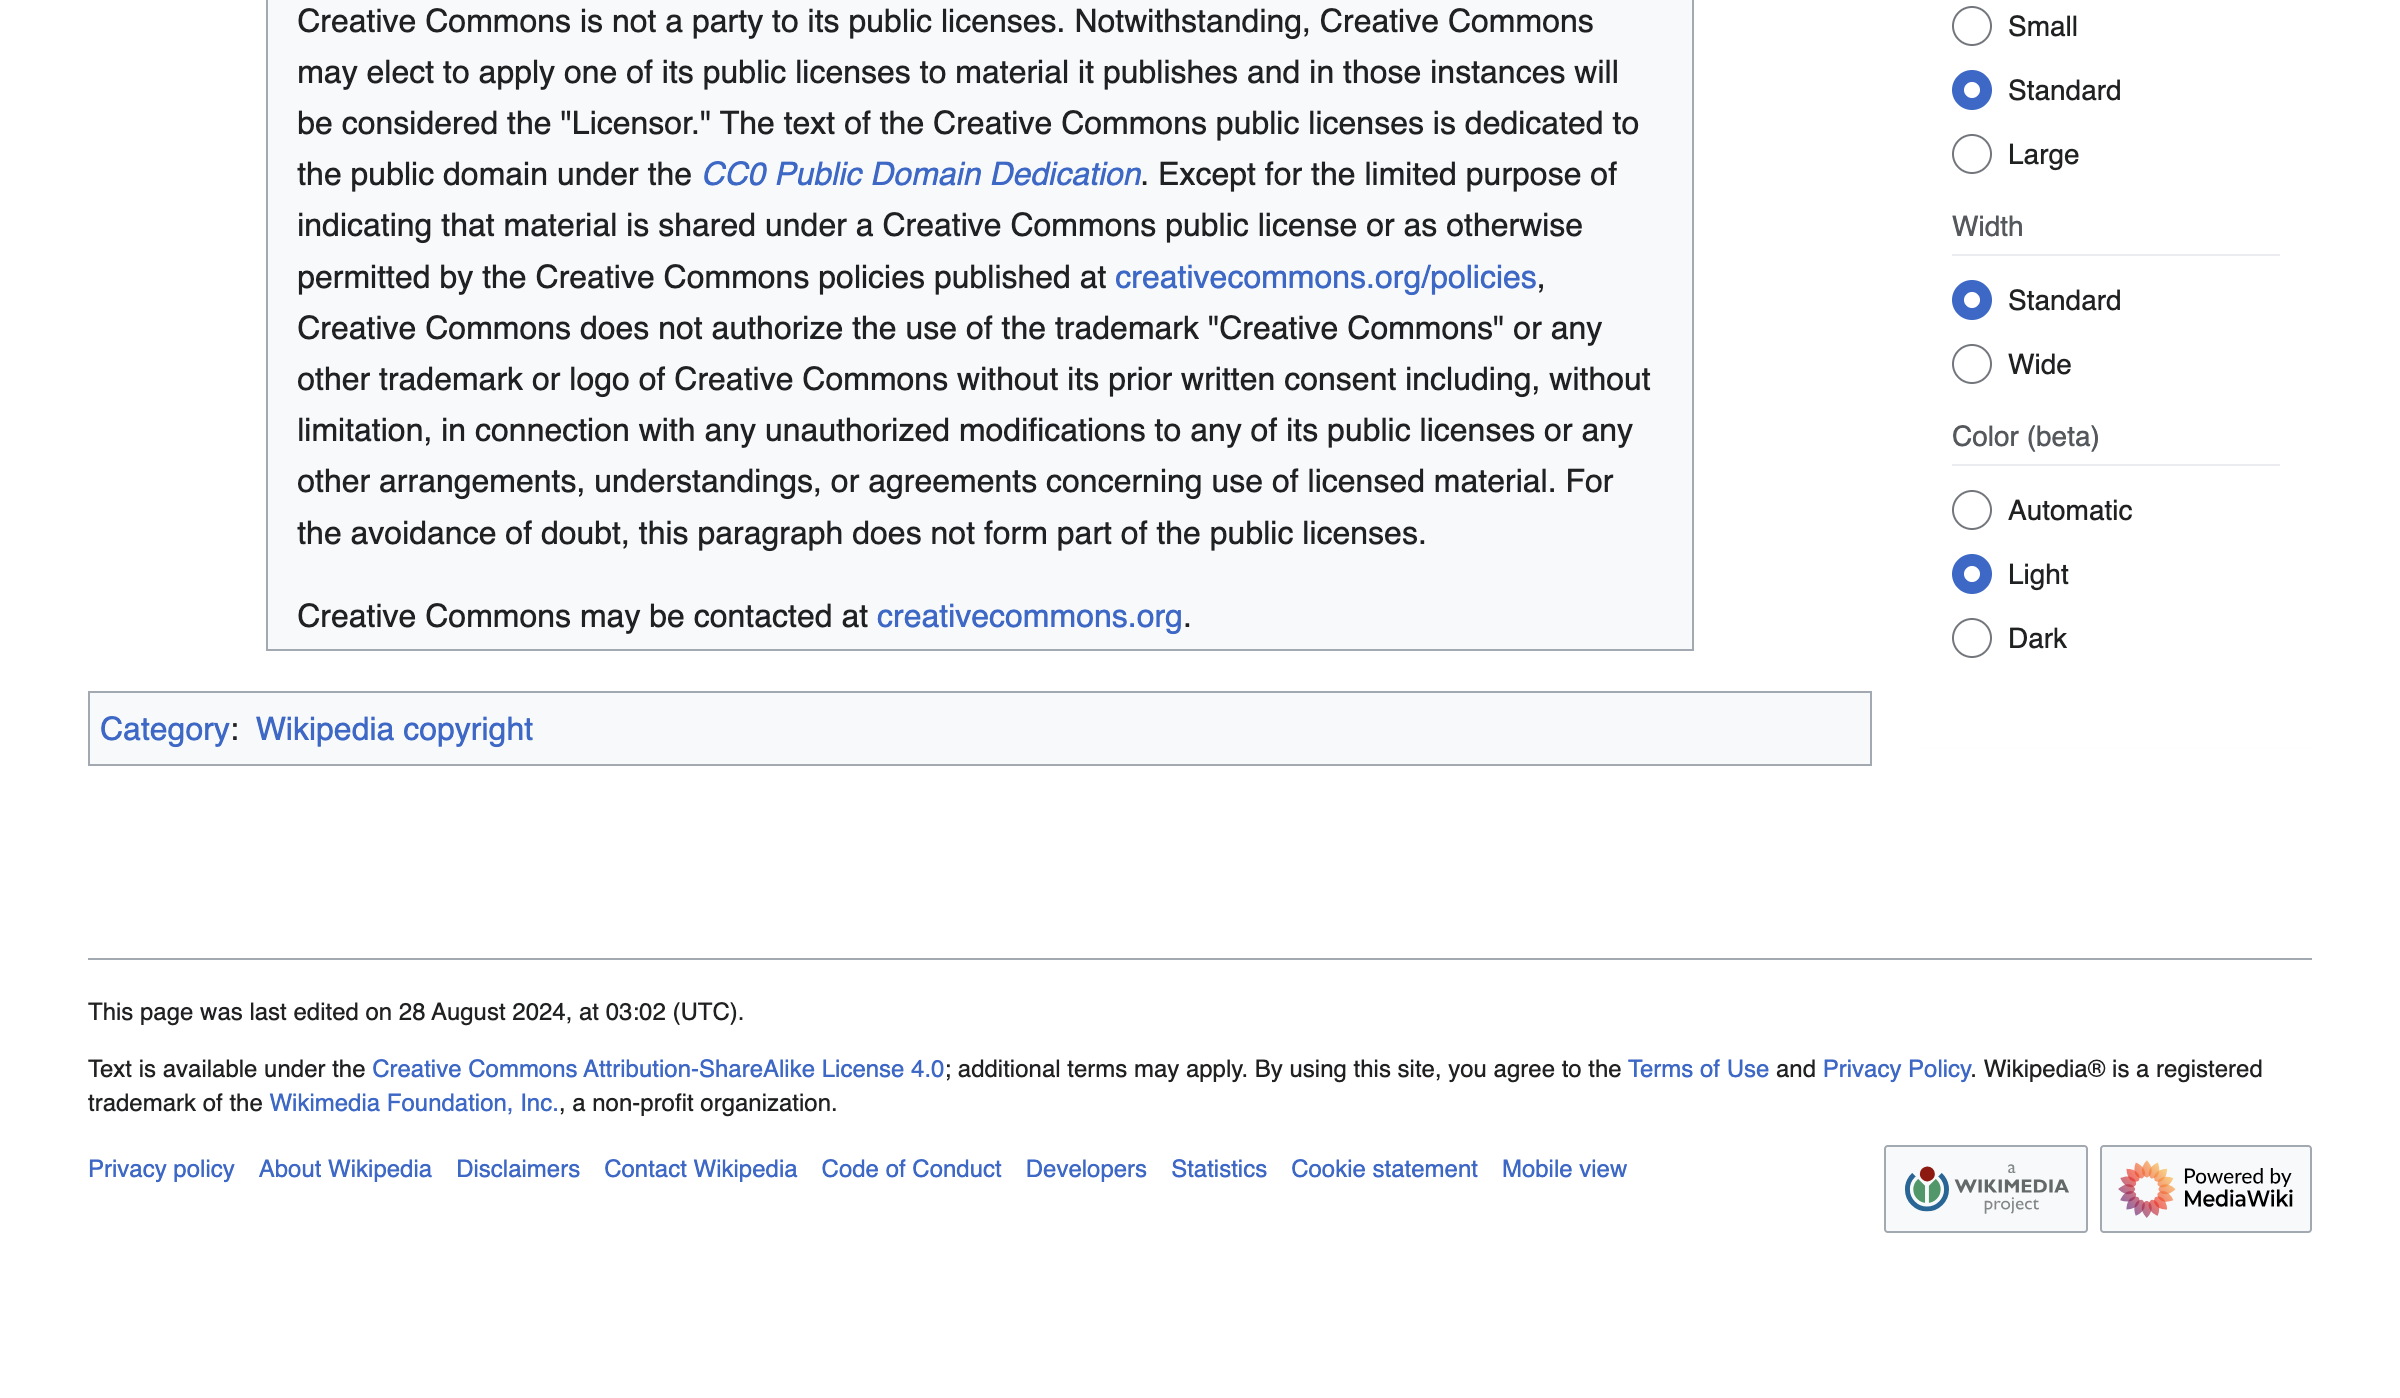 Creative Commons is not a party to its public licenses. Notwithstanding, Creative Commons
may elect to apply one of its public licenses to material it publishes and in those instances will
be considered the "Licensor." The text of the Creative Commons public licenses is dedicated to
the public domain under the CC0 Public Domain Dedication. Except for the limited purpose of
indicating that material is shared under a Creative Commons public license or as otherwise
permitted by the Creative Commons policies published at creativecommons.org/policies,
Creative Commons does not authorize the use of the trademark "Creative Commons" or any
other trademark or logo of Creative Commons without its prior written consent including, without
limitation, in connection with any unauthorized modifications to any of its public licenses or any
other arrangements, understandings, or agreements concerning use of licensed material. For
the avoidance of doubt, this paragraph does not form part of the public licenses.
Creative Commons may be contacted at creativecommons.org.
Small
Standard
Large
Width
Standard
Wide
Color (beta)
Automatic
Light
Dark
Category: Wikipedia copyright
This page was last edited on 28 August 2024, at 03:02 (UTC).
Text is available under the Creative Commons Attribution-ShareAlike License 4.0; additional terms may apply. By using this site, you agree to the Terms of Use and Privacy Policy. Wikipedia® is a registered
trademark of the Wikimedia Foundation, Inc., a non-profit organization.
Privacy policy About Wikipedia Disclaimers Contact Wikipedia Code of Conduct Developers Statistics Cookie statement Mobile view
a
WIKIMEDIA
project
Powered by
MediaWiki